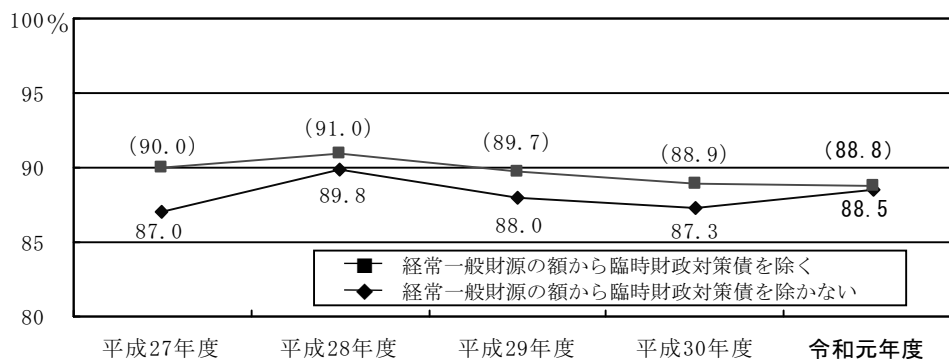 100%
95
90
85
80
(90.0) (91.0) (89.7) (88.9) (88.8)
87.0 89.8 88.0 87.3 88.5
経常一般財源の額から臨時財政対策債を除く
経常一般財源の額から臨時財政対策債を除かない
平成27年度 平成28年度 平成29年度 平成30年度 令和元年度